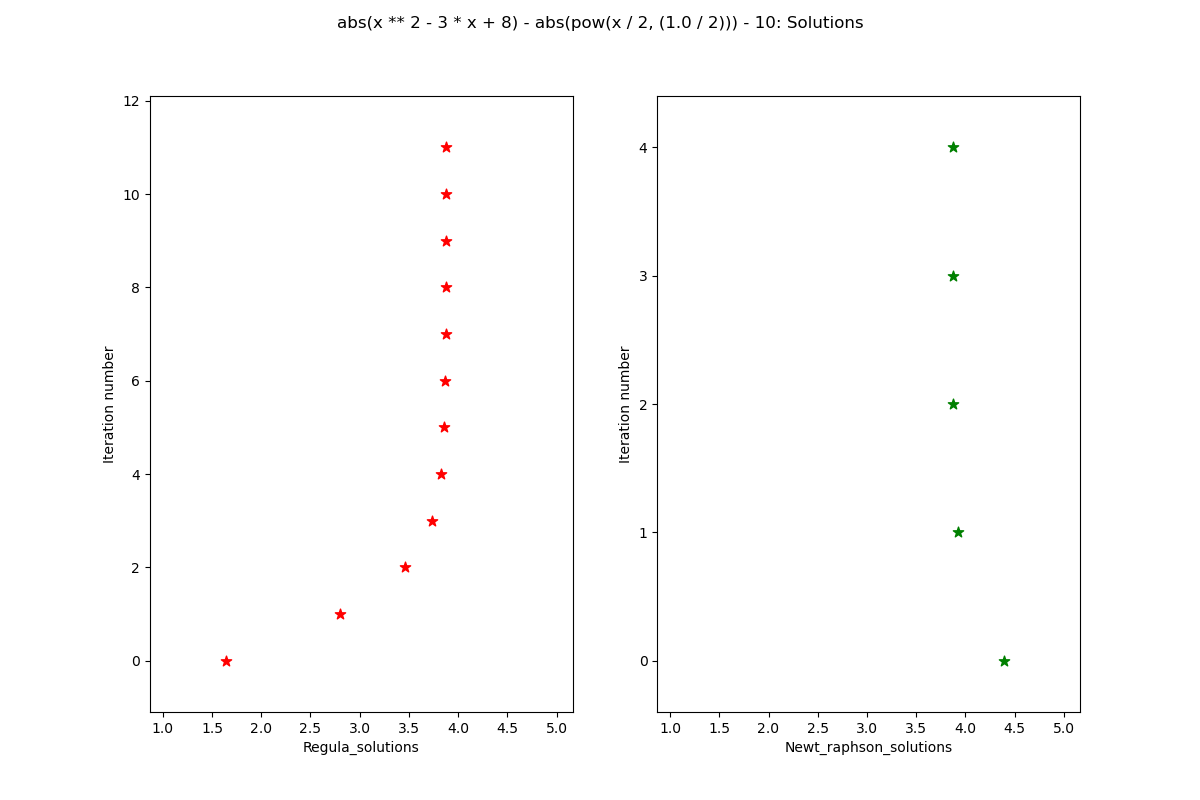 abs(x ** 2 - 3 * x + 8) - abs(pow(x / 2, (1.0 / 2))) - 10: Solutions
12
10
8
6
4
2
0
Iteration number
1.0 1.5 2.0 2.5 3.0 3.5 4.0 4.5 5.0
Regula_solutions
4
3
2
1
0
Iteration number
1.0 1.5 2.0 2.5 3.0 3.5 4.0 4.5 5.0
Newt_raphson_solutions